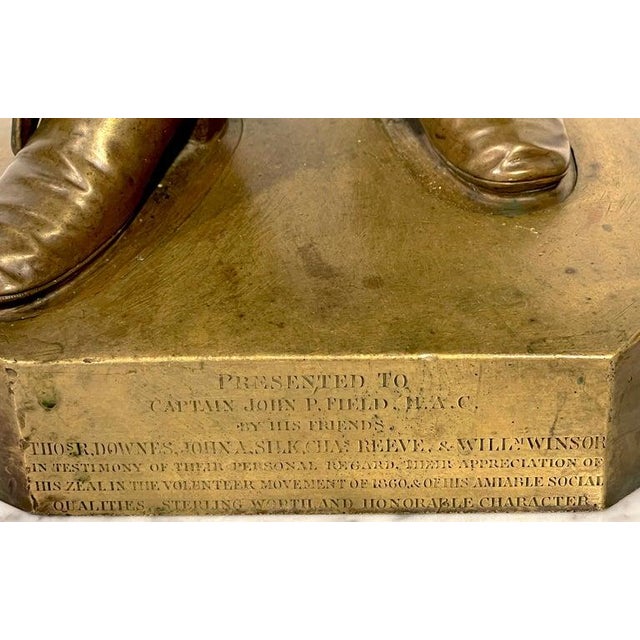 PRESENTED TO
CAPTAIN JOHN P. FIELD, H.A.C.
BY HIS FRIENDS.
THOS R. DOWNES, JOHN A. SILK, CHAS REEVE, & WILLM WINSOR
IN TESTIMONY OF THEIR PERSONAL REGARD, THEIR APPRECIATION OF
HIS ZEAL IN THE VOLENTEER MOVEMENT OF 1860, & OF HIS AMIABLE SOCIAL
QUALITIES, STERLING WORTH AND HONORABLE CHARACTER